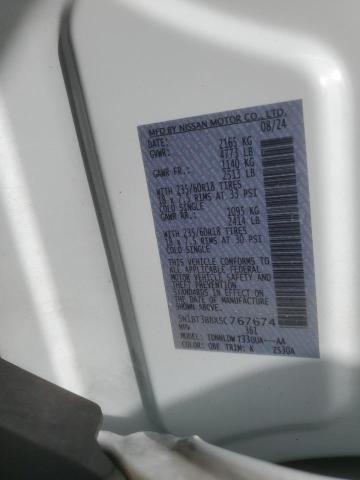 MFD BY NISSAN MOTOR CO., LTD.
DATE: 08/24
GVWR: 2165 KG
4773 LB
GAWR FR.: 1140 KG
2513 LB
WITH 235/60R18 TIRES
18 x 7.5 RIMS AT 33 PSI
COLD SINGLE
GAWR RR.: 1095 KG
2414 LB
WITH 235/60R18 TIRES
18 x 7.5 RIMS AT 30 PSI
COLD SINGLE
THIS VEHICLE CONFORMS TO
ALL APPLICABLE FEDERAL
MOTOR VEHICLE SAFETY
AND THEFT PREVENTION
STANDARDS IN EFFECT ON
THE DATE OF MANUFACTURE
SHOWN ABOVE.
5N1BT3BBXSC767674
MPV 361
MODEL:
COLOR: QBE TRIM: K 2530A